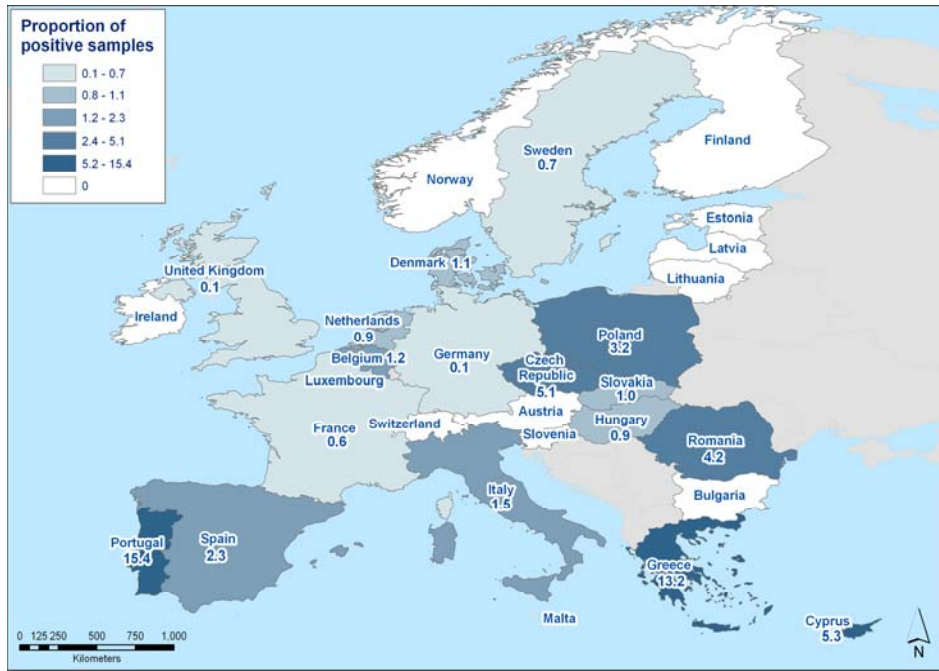 Proportion of
positive samples
0.1 - 0.7
0.8 - 1.1
1.2 - 2.3
2.4 - 5.1
5.2 - 15.4
0
Finland
Sweden
0.7
Norway
Estonia
Latvia
Lithuania
Denmark 1.1
United Kingdom
0.1
Ireland
Netherlands
0.9
Belgium 1.2
Luxembourg
Germany
0.1
Poland
3.2
Czech
Republic
5.1
Slovakia
1.0
Austria
Hungary
0.9
Slovenia
Switzerland
France
0.6
Romania
4.2
Bulgaria
Italy
1.5
Portugal
15.4
Spain
2.3
Greece
13.2
Malta
Cyprus
5.3
0 125 250 500 750 1,000
Kilometers
N